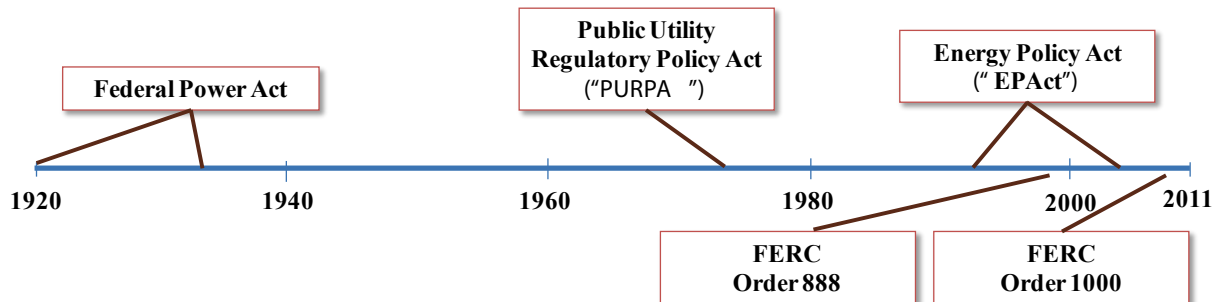 Public Utility
Regulatory Policy Act
("PURPA ")
Energy Policy Act
(" EPAct")
Federal Power Act
1920
1940
1960
1980
2000
2011
FERC
Order 888
FERC
Order 1000